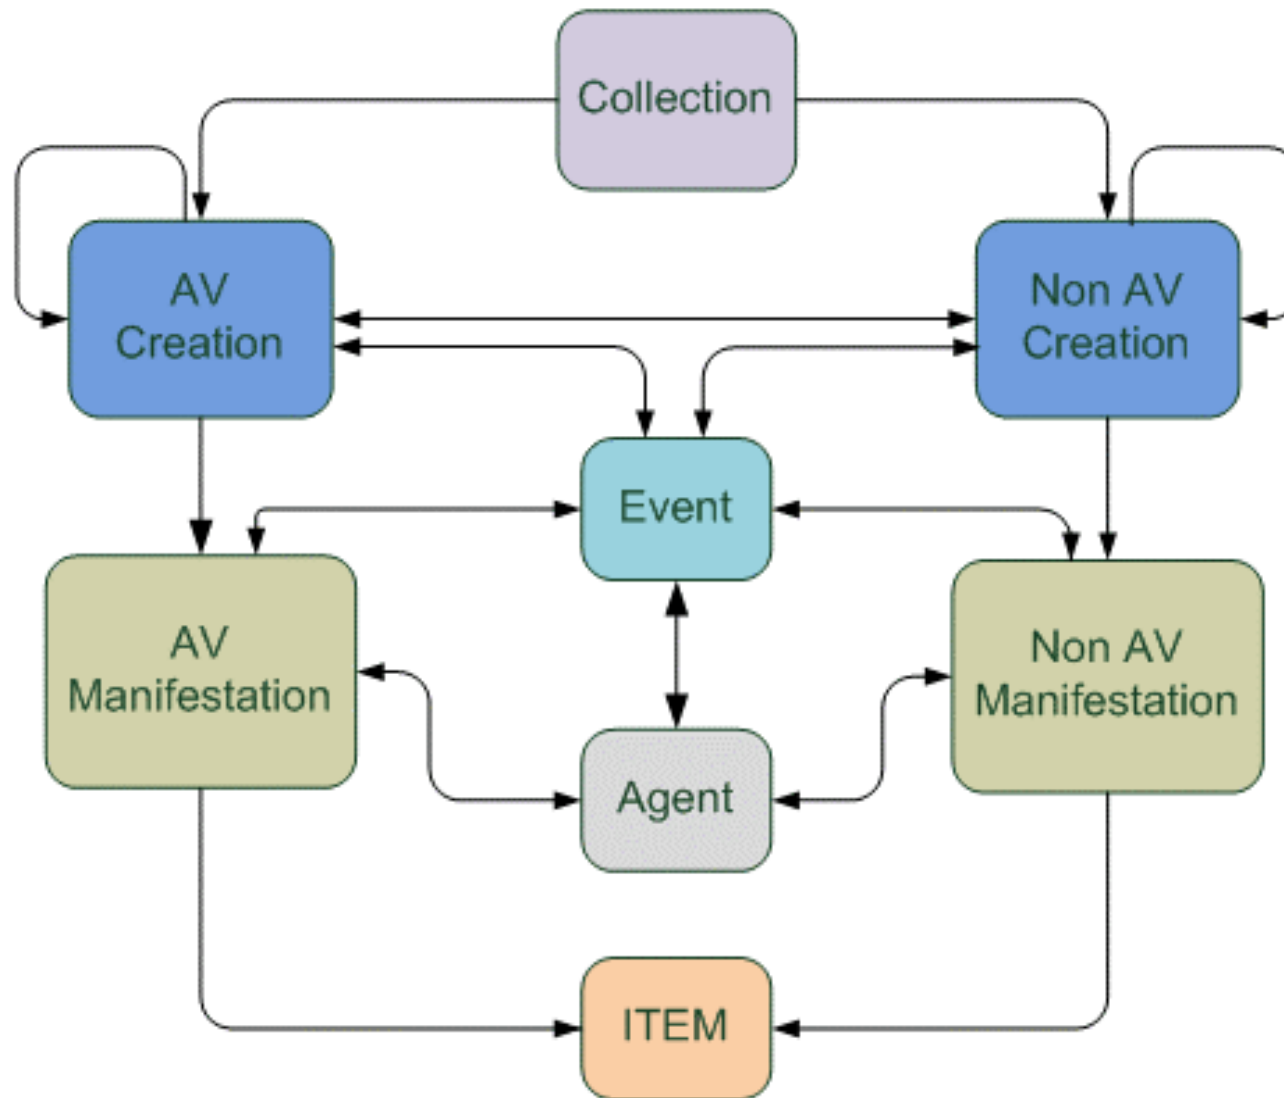 Collection
AV
Creation
Non AV
Creation
Event
AV
Manifestation
Non AV
Manifestation
Agent
ITEM